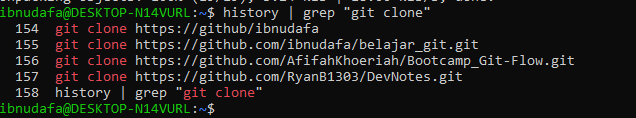 ibnudafa@DESKTOP-N14VURL:~$ history | grep "git clone"
154 git clone https://github/ibnudafa
155 git clone https://github.com/ibnudafa/belajar_git.git
156 git clone https://github.com/AfifahKhoeriah/Bootcamp_Git-Flow.git
157 git clone https://github.com/RyanB1303/DevNotes.git
158 history | grep "git clone"
ibnudafa@DESKTOP-N14VURL:~$